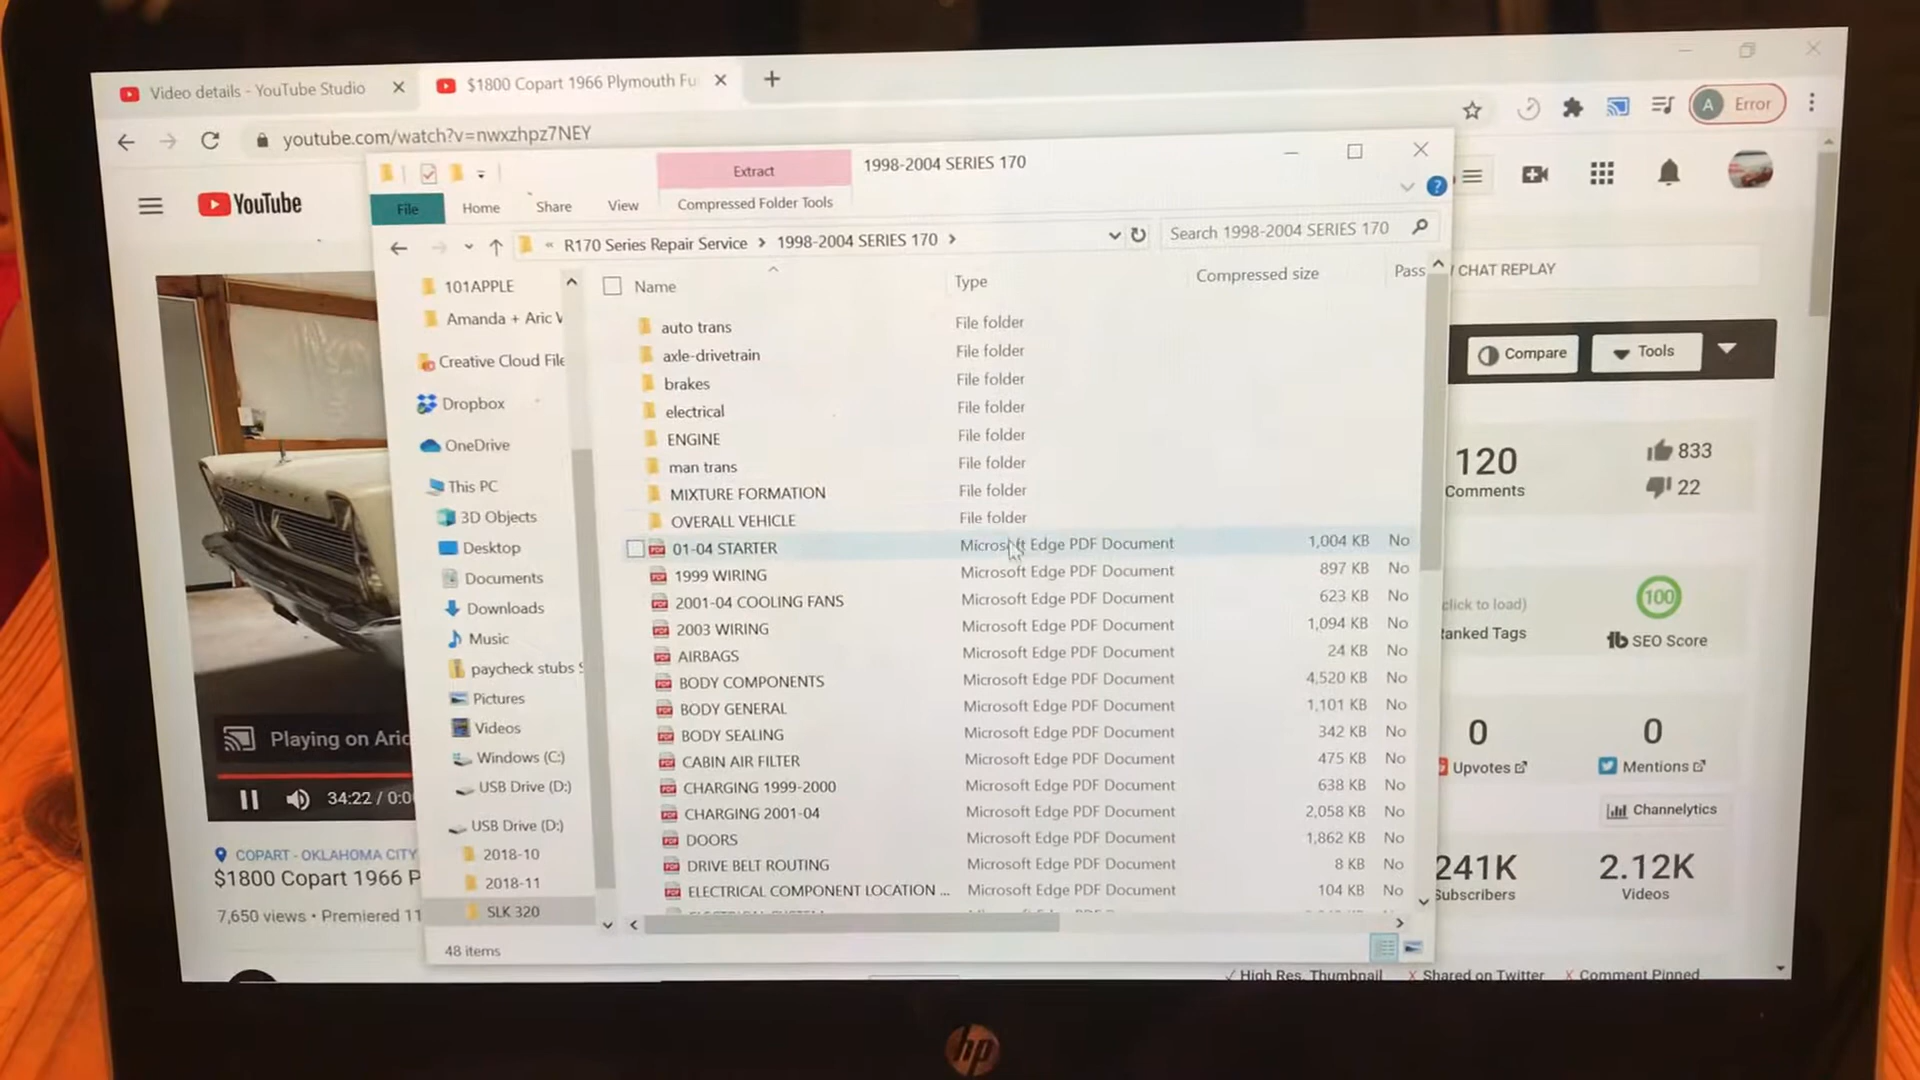 Video details - YouTube Studio
$1800 Copart 1966 Plymouth Fu
youtube.com/watch?v=nwxzhpz7NEY
A Error
YouTube
Extract
1998-2004 SERIES 170
File
Home
Share
View
Compressed Folder Tools
« R170 Series Repair Service > 1998-2004 SERIES 170 >
Search 1998-2004 SERIES 170
CHAT REPLAY
101APPLE
Amanda + Aric V
Creative Cloud File
Dropbox
OneDrive
This PC
3D Objects
Desktop
Documents
Downloads
Music
paycheck stubs S
Pictures
Videos
Windows (C:)
USB Drive (D:)
USB Drive (D:)
2018-10
2018-11
SLK 320
48 items
Name Type Compressed size Pass
auto trans File folder
axle-drivetrain File folder
brakes File folder
electrical File folder
ENGINE File folder
man trans File folder
MIXTURE FORMATION File folder
OVERALL VEHICLE File folder
01-04 STARTER Microsoft Edge PDF Document 1,004 KB No
1999 WIRING Microsoft Edge PDF Document 897 KB No
2001-04 COOLING FANS Microsoft Edge PDF Document 623 KB No
2003 WIRING Microsoft Edge PDF Document 1,094 KB No
AIRBAGS Microsoft Edge PDF Document 24 KB No
BODY COMPONENTS Microsoft Edge PDF Document 4,520 KB No
BODY GENERAL Microsoft Edge PDF Document 1,101 KB No
BODY SEALING Microsoft Edge PDF Document 342 KB No
CABIN AIR FILTER Microsoft Edge PDF Document 475 KB No
CHARGING 1999-2000 Microsoft Edge PDF Document 638 KB No
CHARGING 2001-04 Microsoft Edge PDF Document 2,058 KB No
DOORS Microsoft Edge PDF Document 1,862 KB No
DRIVE BELT ROUTING Microsoft Edge PDF Document 8 KB No
ELECTRICAL COMPONENT LOCATION ... Microsoft Edge PDF Document 104 KB No
Compare
Tools
120
Comments
833
22
click to load)
Ranked Tags
100
tb SEO Score
0
Upvotes
0
Mentions
Channelytics
241K
Subscribers
2.12K
Videos
✓ High Res. Thumbnail
X Shared on Twitter
X Comment Pinned
Playing on Aric
34:22 / 0:0
COPART - OKLAHOMA CITY
$1800 Copart 1966 P
7,650 views • Premiered 11
hp